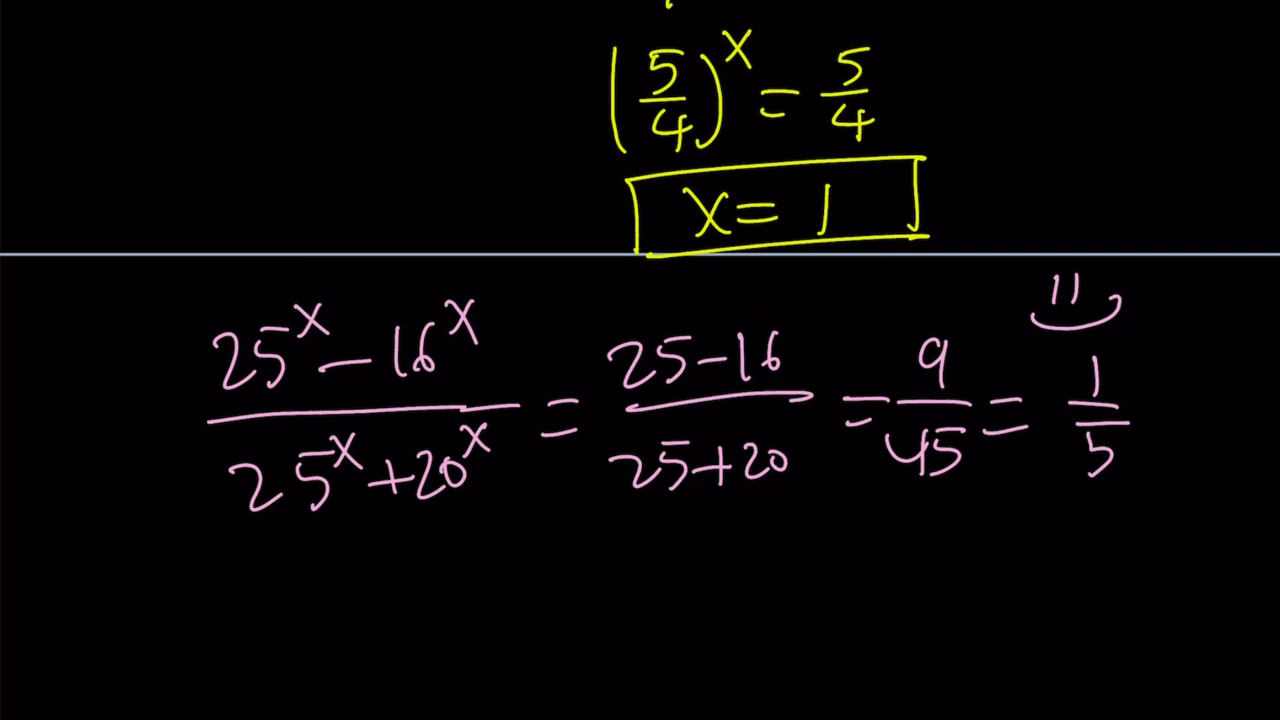 (5/4)^x = 5/4
x = 1
(25^x - 16^x)/(25^x + 20^x) = (25 - 16)/(25 + 20) = 9/45 = 1/5